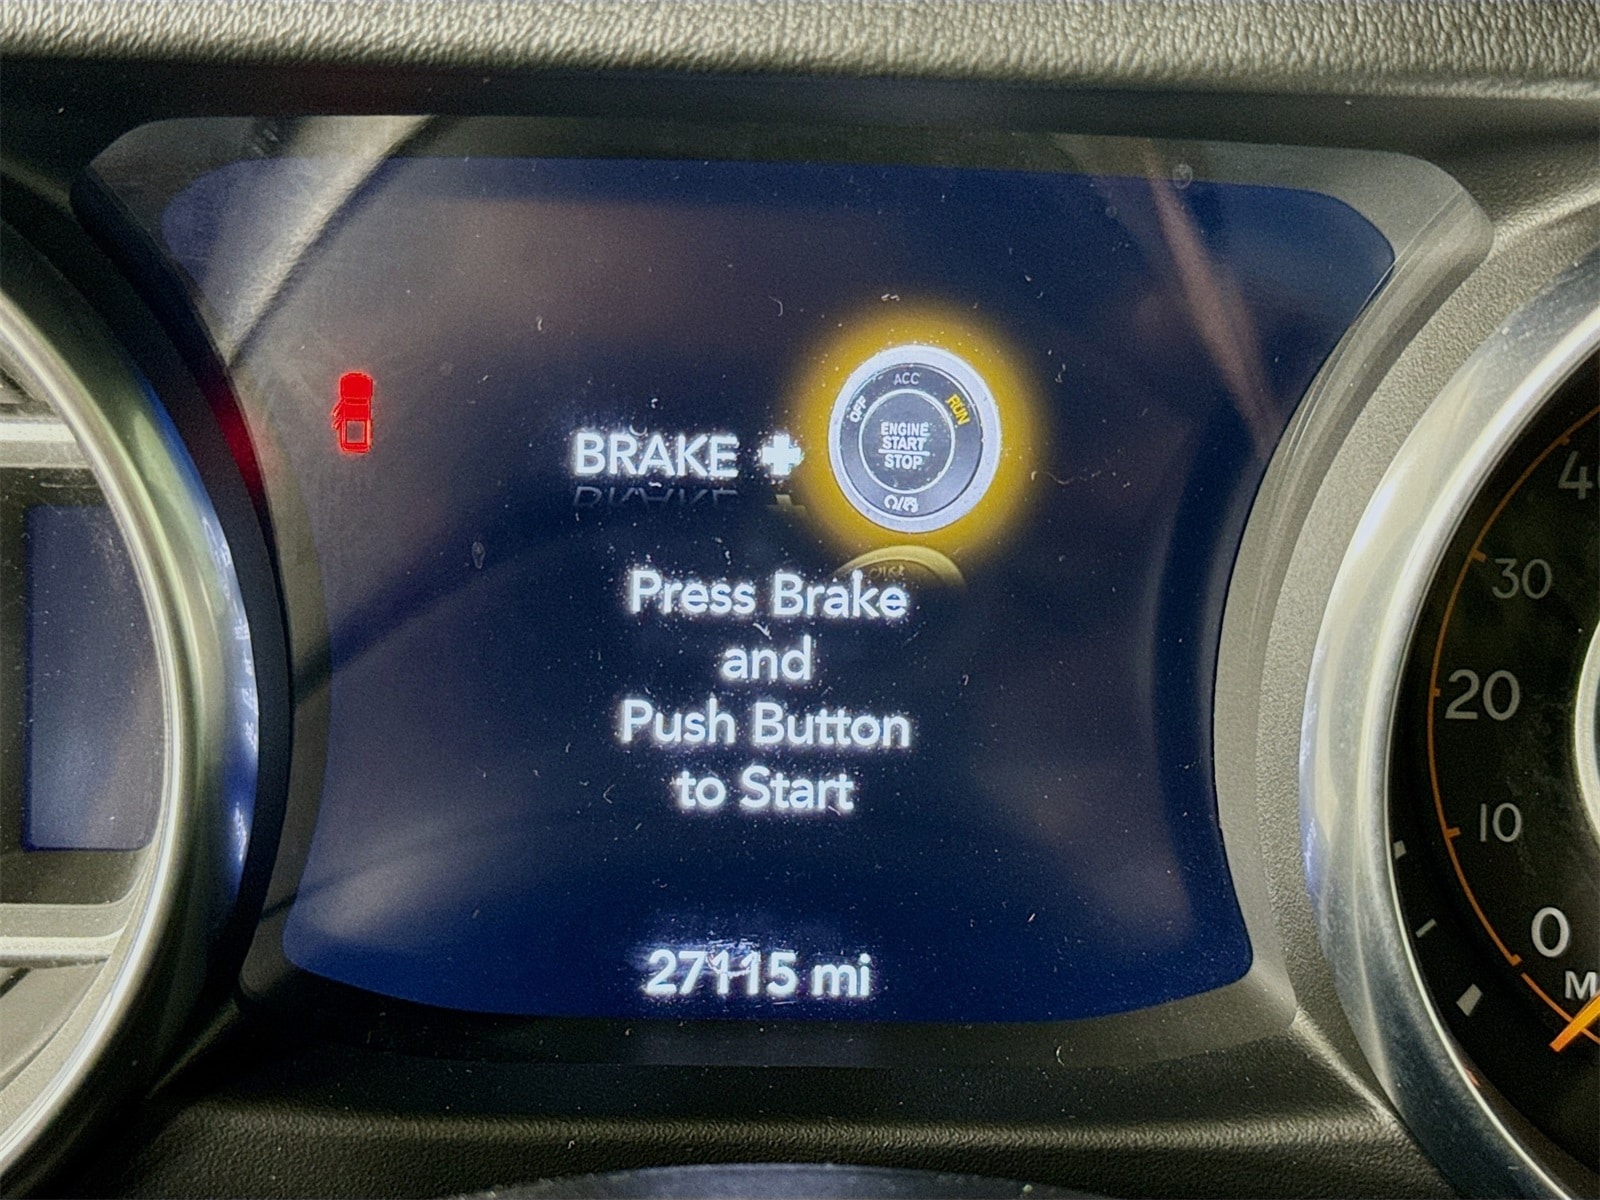 ACC
OFF
RUN
ENGINE
START
STOP
BRAKE +
Press Brake
and
Push Button
to Start
27115 mi
30
20
10
0